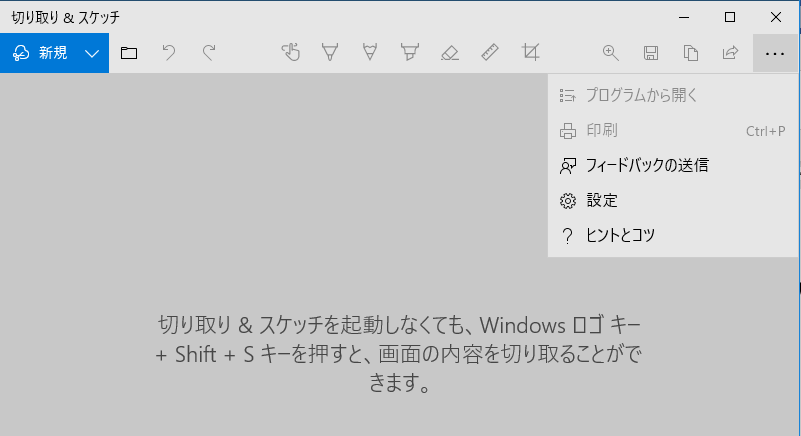 切り取り & スケッチ
新規
プログラムから開く
印刷 Ctrl+P
フィードバックの送信
設定
ヒントとコツ
切り取り & スケッチを起動しなくても、Windows ロゴ キー
+ Shift + S キーを押すと、画面の内容を切り取ることがで
きます。